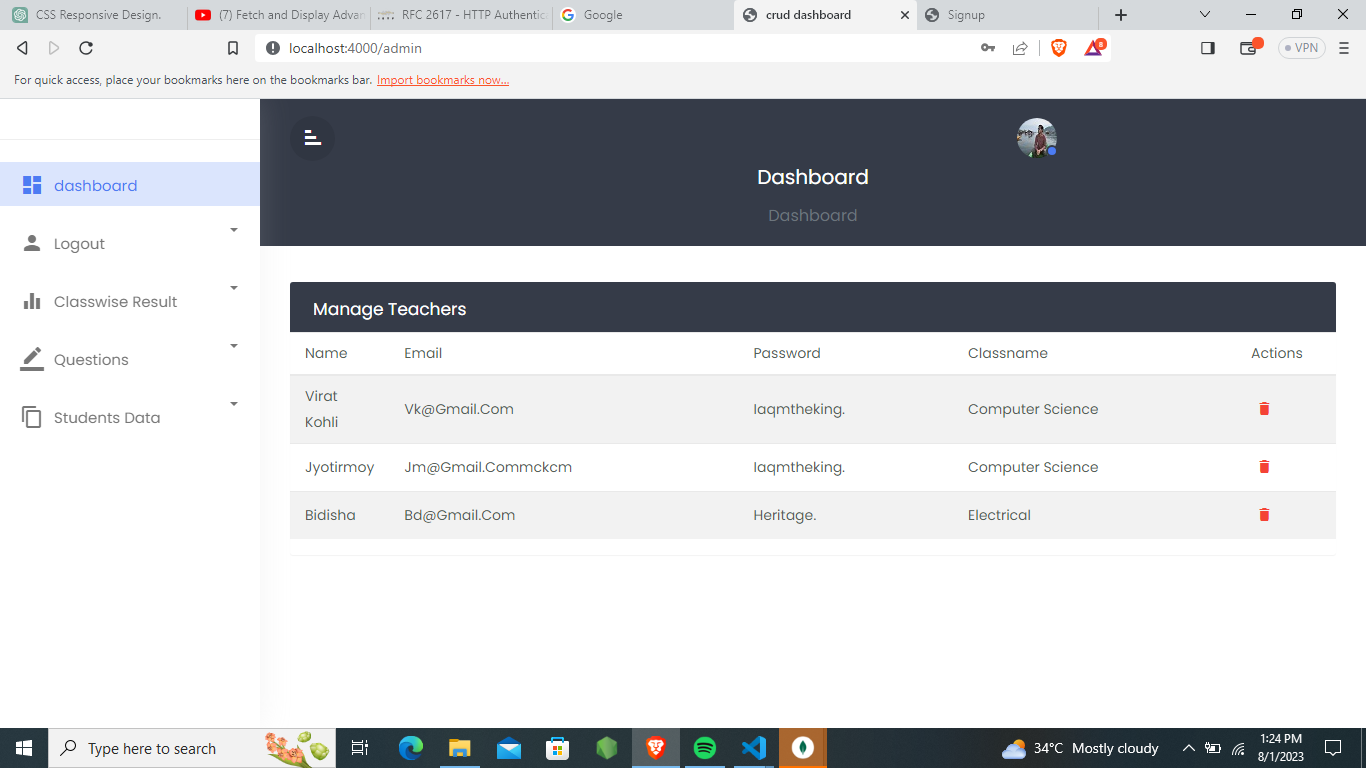 CSS Responsive Design.
(7) Fetch and Display Advan
RFC 2617 - HTTP Authentic
Google
crud dashboard
Signup
localhost:4000/admin
8
VPN
For quick access, place your bookmarks here on the bookmarks bar. Import bookmarks now...
dashboard
Logout
Classwise Result
Questions
Students Data
Dashboard
Dashboard
Manage Teachers
Name Email Password Classname Actions
Virat Kohli Vk@Gmail.Com Iaqmtheking. Computer Science
Jyotirmoy Jm@Gmail.Commckcm Iaqmtheking. Computer Science
Bidisha Bd@Gmail.Com Heritage. Electrical
Type here to search
34°C Mostly cloudy
1:24 PM
8/1/2023